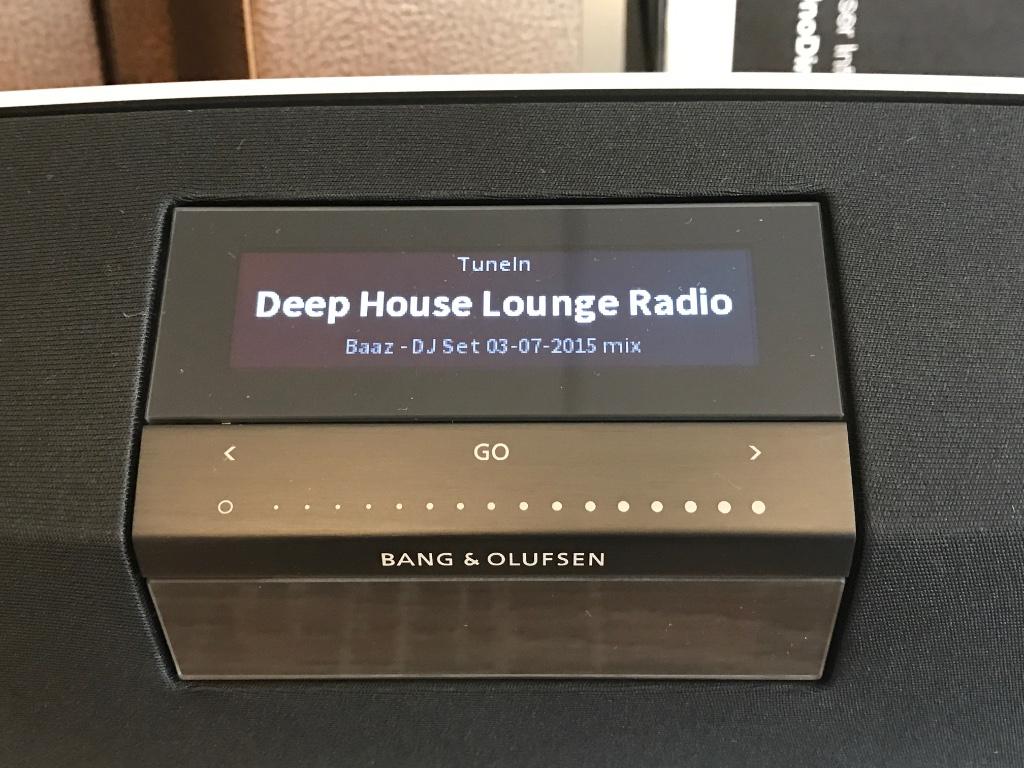 TuneIn
Deep House Lounge Radio
Baaz - DJ Set 03-07-2015 mix
< GO >
BANG & OLUFSEN